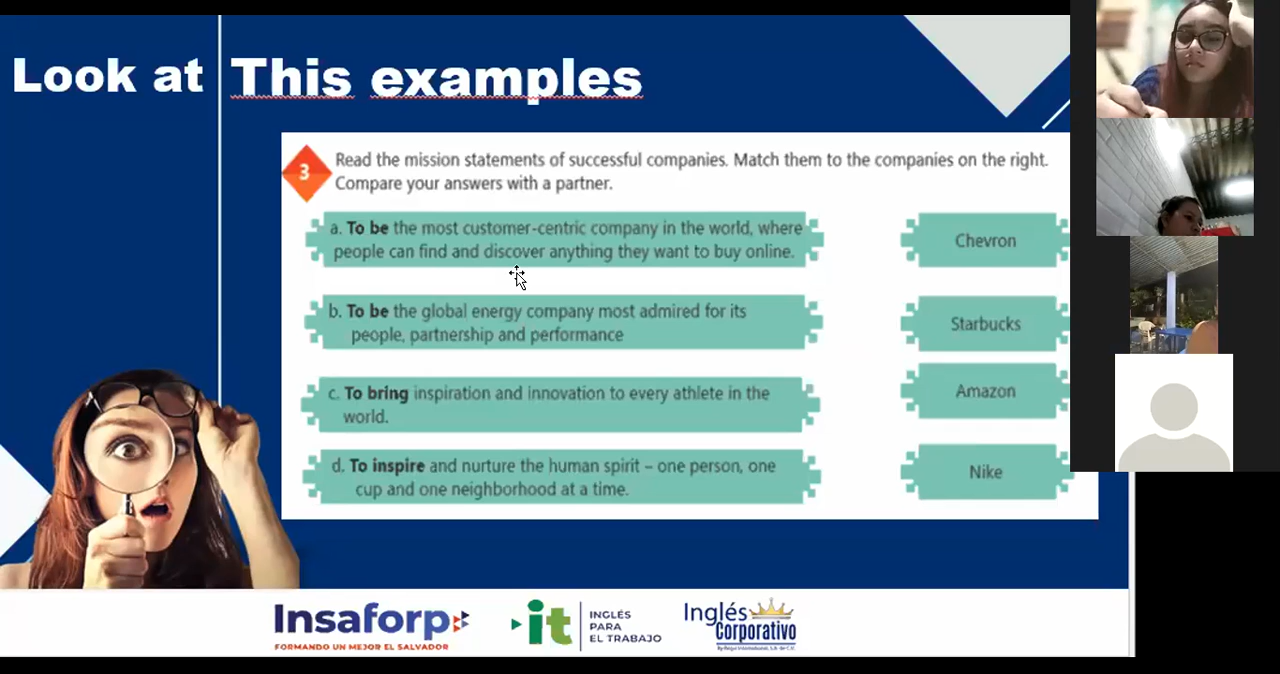 Look at This examples
3
Read the mission statements of successful companies. Match them to the companies on the right.
Compare your answers with a partner.
a. To be the most customer-centric company in the world, where
people can find and discover anything they want to buy online.
Chevron
b. To be the global energy company most admired for its
people, partnership and performance
Starbucks
c. To bring inspiration and innovation to every athlete in the
world.
Amazon
d. To inspire and nurture the human spirit – one person, one
cup and one neighborhood at a time.
Nike
Insaforp
FORMANDO UN MEJOR EL SALVADOR
it
INGLÉS
PARA
EL TRABAJO
Inglés
Corporativo